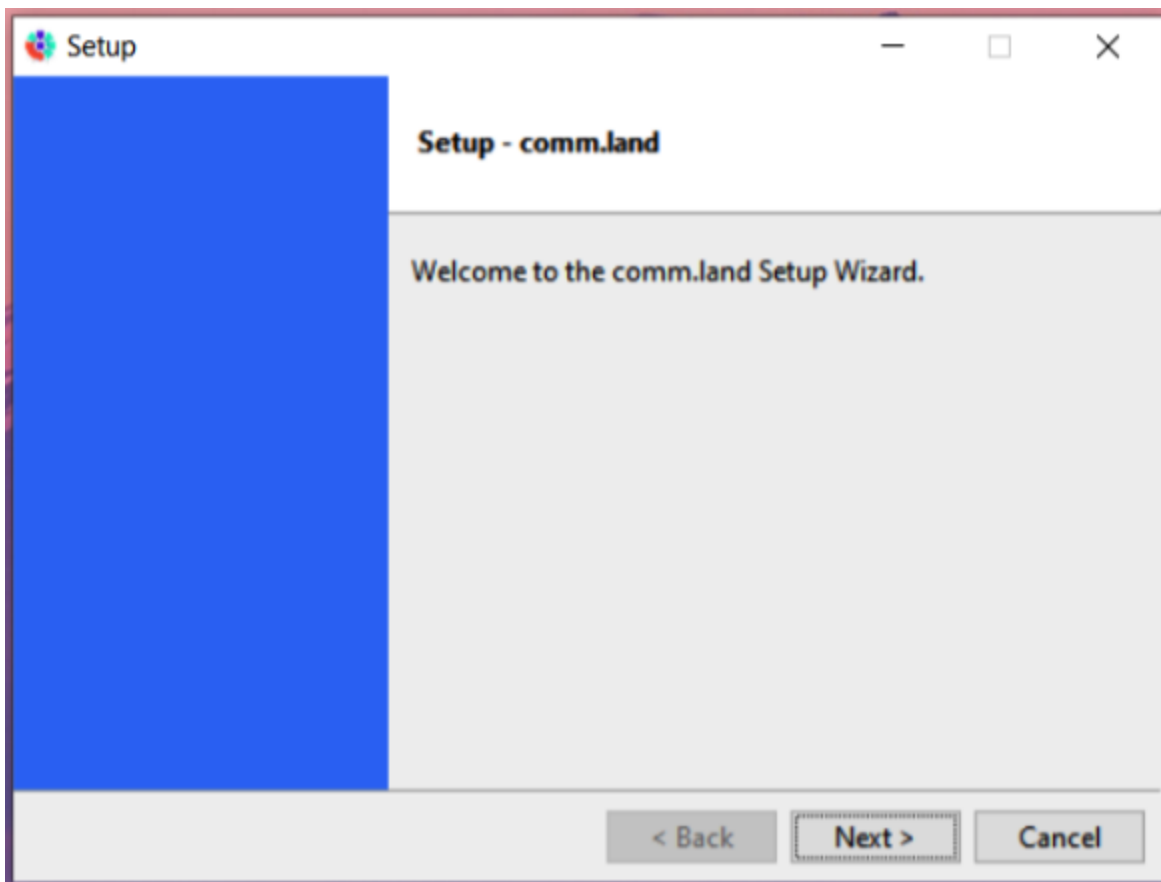 Setup
Setup - comm.land
Welcome to the comm.land Setup Wizard.
< Back
Next >
Cancel